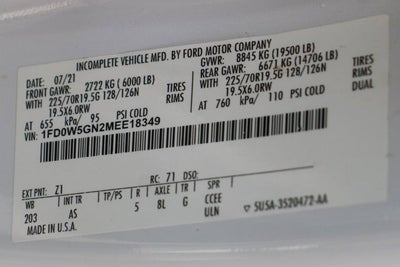 INCOMPLETE VEHICLE MFD. BY FORD MOTOR COMPANY
DATE: 07/21 GVWR: 8845 KG (19500 LB)
FRONT GAWR: 2722 KG (6000 LB) REAR GAWR: 6671 KG (14706 LB)
WITH 225/70R19.5G 128/126N TIRES WITH 225/70R19.5G 128/126N TIRES
19.5X6.0RW RIMS 19.5X6.0RW RIMS
AT 655 kPa/ 95 PSI COLD AT 760 kPa/ 110 PSI COLD DUAL
VIN: 1FD0W5GN2MEE18349
EXT PNT: Z1 RC: 71 DSO:
WB TP/PS R AXLE TR SPR
203 AS 5 8L G CCEE
MADE IN U.S.A. ULN 5U5A-3520472-AA